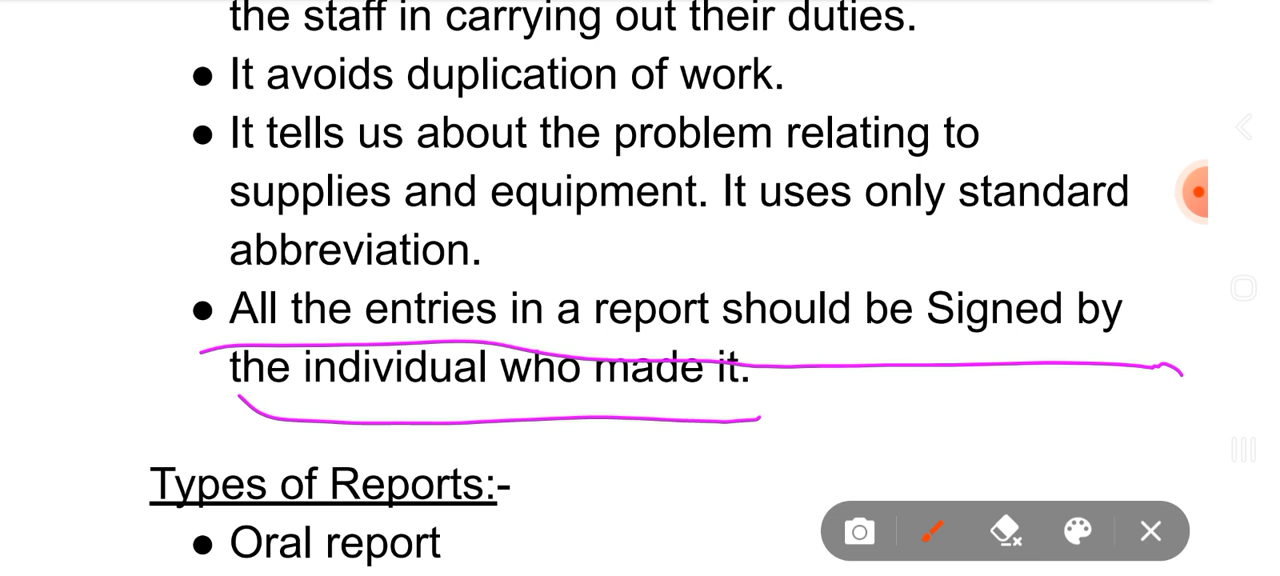 the staff in carrying out their duties.
● It avoids duplication of work.
● It tells us about the problem relating to
supplies and equipment. It uses only standard
abbreviation.
● All the entries in a report should be Signed by
the individual who made it.
Types of Reports:-
● Oral report